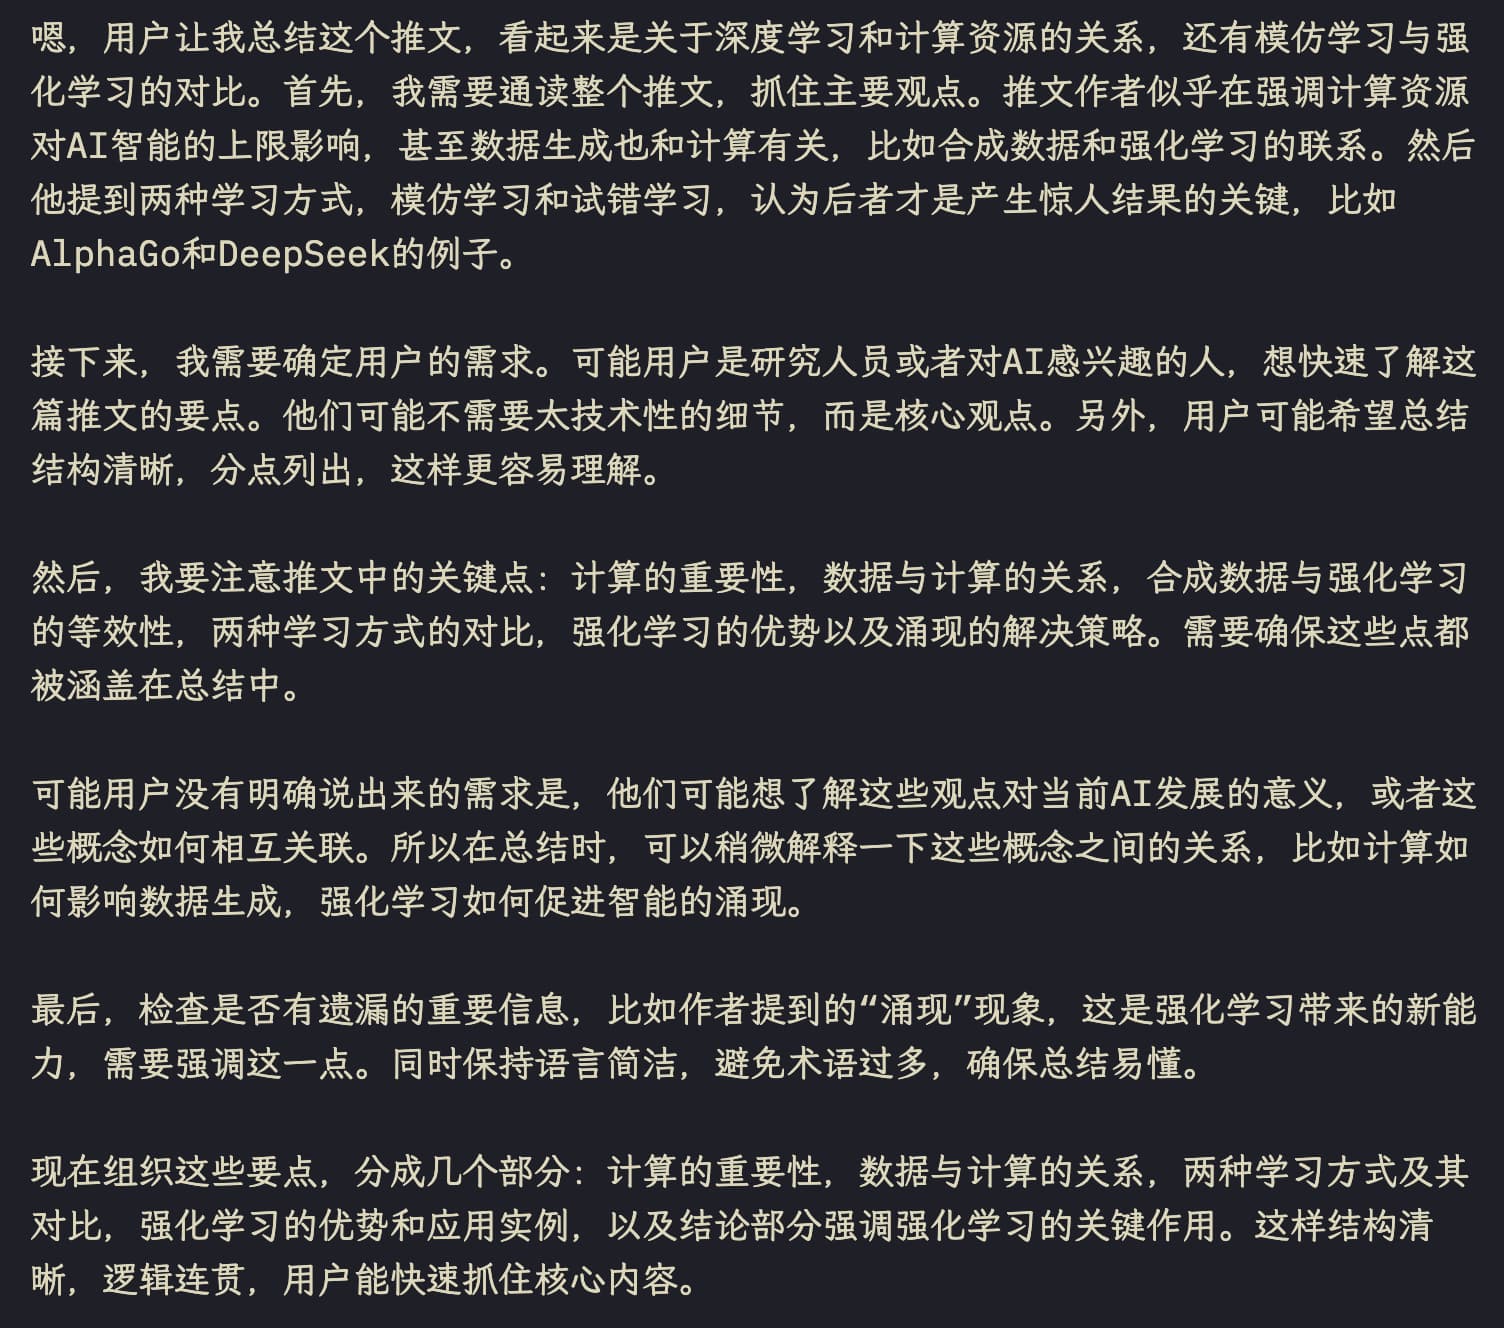 嗯，用户让我总结这个推文，看起来是关于深度学习和计算资源的关系，还有模仿学习与强
化学习的对比。首先，我需要通读整个推文，抓住主要观点。推文作者似乎在强调计算资源
对AI智能的上限影响，甚至数据生成也和计算有关，比如合成数据和强化学习的联系。然后
他提到两种学习方式，模仿学习和试错学习，认为后者才是产生惊人结果的关键，比如
AlphaGo和DeepSeek的例子。
接下来，我需要确定用户的需求。可能用户是研究人员或者对AI感兴趣的人，想快速了解这
篇推文的要点。他们可能不需要太技术性的细节，而是核心观点。另外，用户可能希望总结
结构清晰，分点列出，这样更容易理解。
然后，我要注意推文中的关键点：计算的重要性，数据与计算的关系，合成数据与强化学习
的等效性，两种学习方式的对比，强化学习的优势以及涌现的解决策略。需要确保这些点都
被涵盖在总结中。
可能用户没有明确说出来的需求是，他们可能想了解这些观点对当前AI发展的意义，或者这
些概念如何相互关联。所以在总结时，可以稍微解释一下这些概念之间的关系，比如计算如
何影响数据生成，强化学习如何促进智能的涌现。
最后，检查是否有遗漏的重要信息，比如作者提到的“涌现”现象，这是强化学习带来的新能
力，需要强调这一点。同时保持语言简洁，避免术语过多，确保总结易懂。
现在组织这些要点，分成几个部分：计算的重要性，数据与计算的关系，两种学习方式及其
对比，强化学习的优势和应用实例，以及结论部分强调强化学习的关键作用。这样结构清
晰，逻辑连贯，用户能快速抓住核心内容。